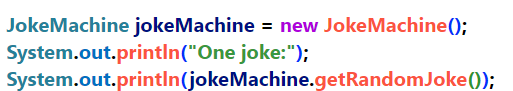 JokeMachine jokeMachine = new JokeMachine();
System.out.println("One joke:");
System.out.println(jokeMachine.getRandomJoke());